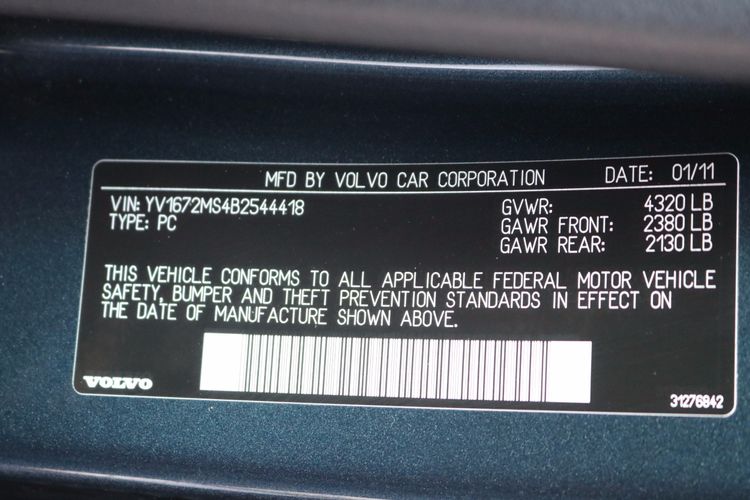 MFD BY VOLVO CAR CORPORATION DATE: 01/11
VIN: YV1672MS4B2544418 GVWR: 4320 LB
TYPE: PC GAWR FRONT: 2380 LB
GAWR REAR: 2130 LB
THIS VEHICLE CONFORMS TO ALL APPLICABLE FEDERAL MOTOR VEHICLE
SAFETY, BUMPER AND THEFT PREVENTION STANDARDS IN EFFECT ON
THE DATE OF MANUFACTURE SHOWN ABOVE.
VOLVO 31276842